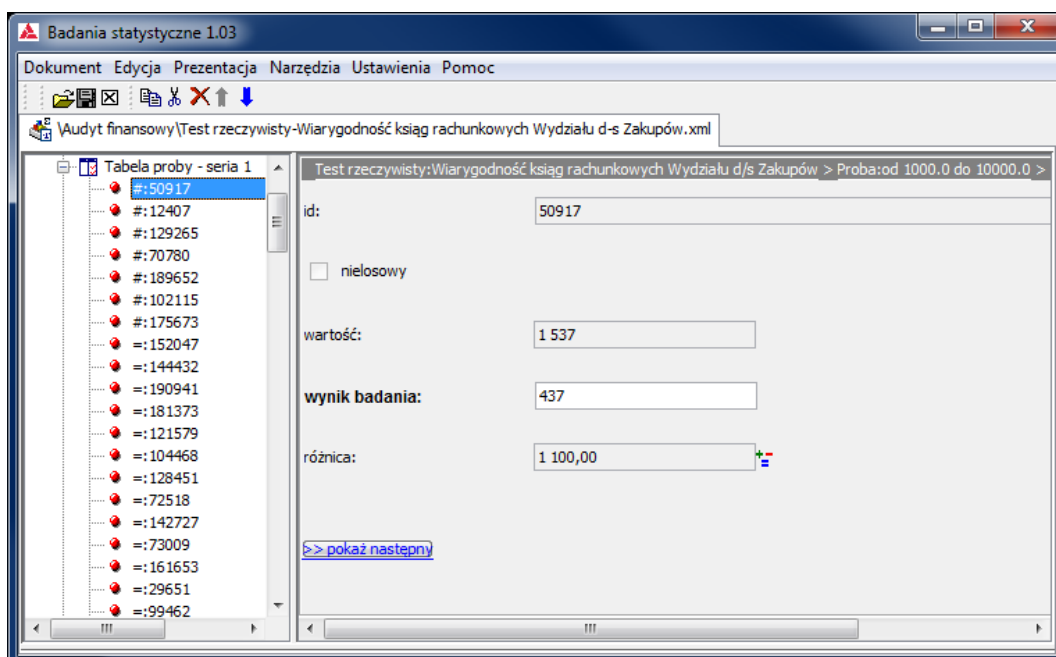 Badania statystyczne 1.03
Dokument Edycja Prezentacja Narzędzia Ustawienia Pomoc
\Audyt finansowy\Test rzeczywisty-Wiarygodność ksiąg rachunkowych Wydziału d-s Zakupów.xml
Tabela proby - seria 1
#:50917
#:12407
#:129265
#:70780
#:189652
#:102115
#:175673
=:152047
=:144432
=:190941
=:181373
=:121579
=:104468
=:128451
=:72518
=:142727
=:73009
=:161653
=:29651
=:99462
Test rzeczywisty:Wiarygodność ksiąg rachunkowych Wydziału d/s Zakupów > Proba:od 1000.0 do 10000.0 >
id: 50917
nielosowy
wartość: 1 537
wynik badania: 437
różnica: 1 100,00
>> pokaż następny